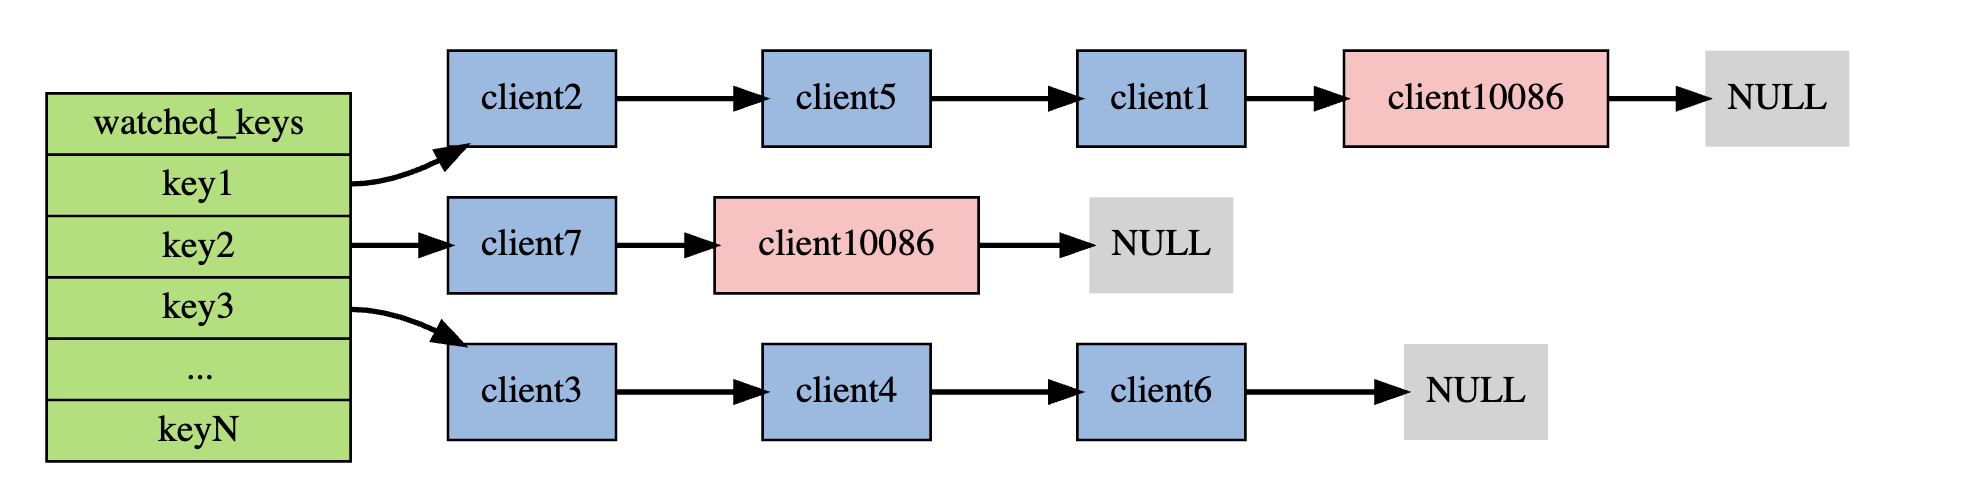 watched_keys
key1
key2
key3
...
keyN
client2
client5
client1
client10086
NULL
client7
client10086
NULL
client3
client4
client6
NULL